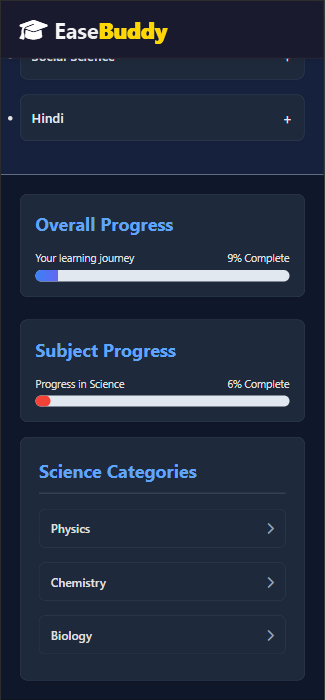 EaseBuddy
Social Science +
Hindi +
Overall Progress
Your learning journey 9% Complete
Subject Progress
Progress in Science 6% Complete
Science Categories
Physics
Chemistry
Biology